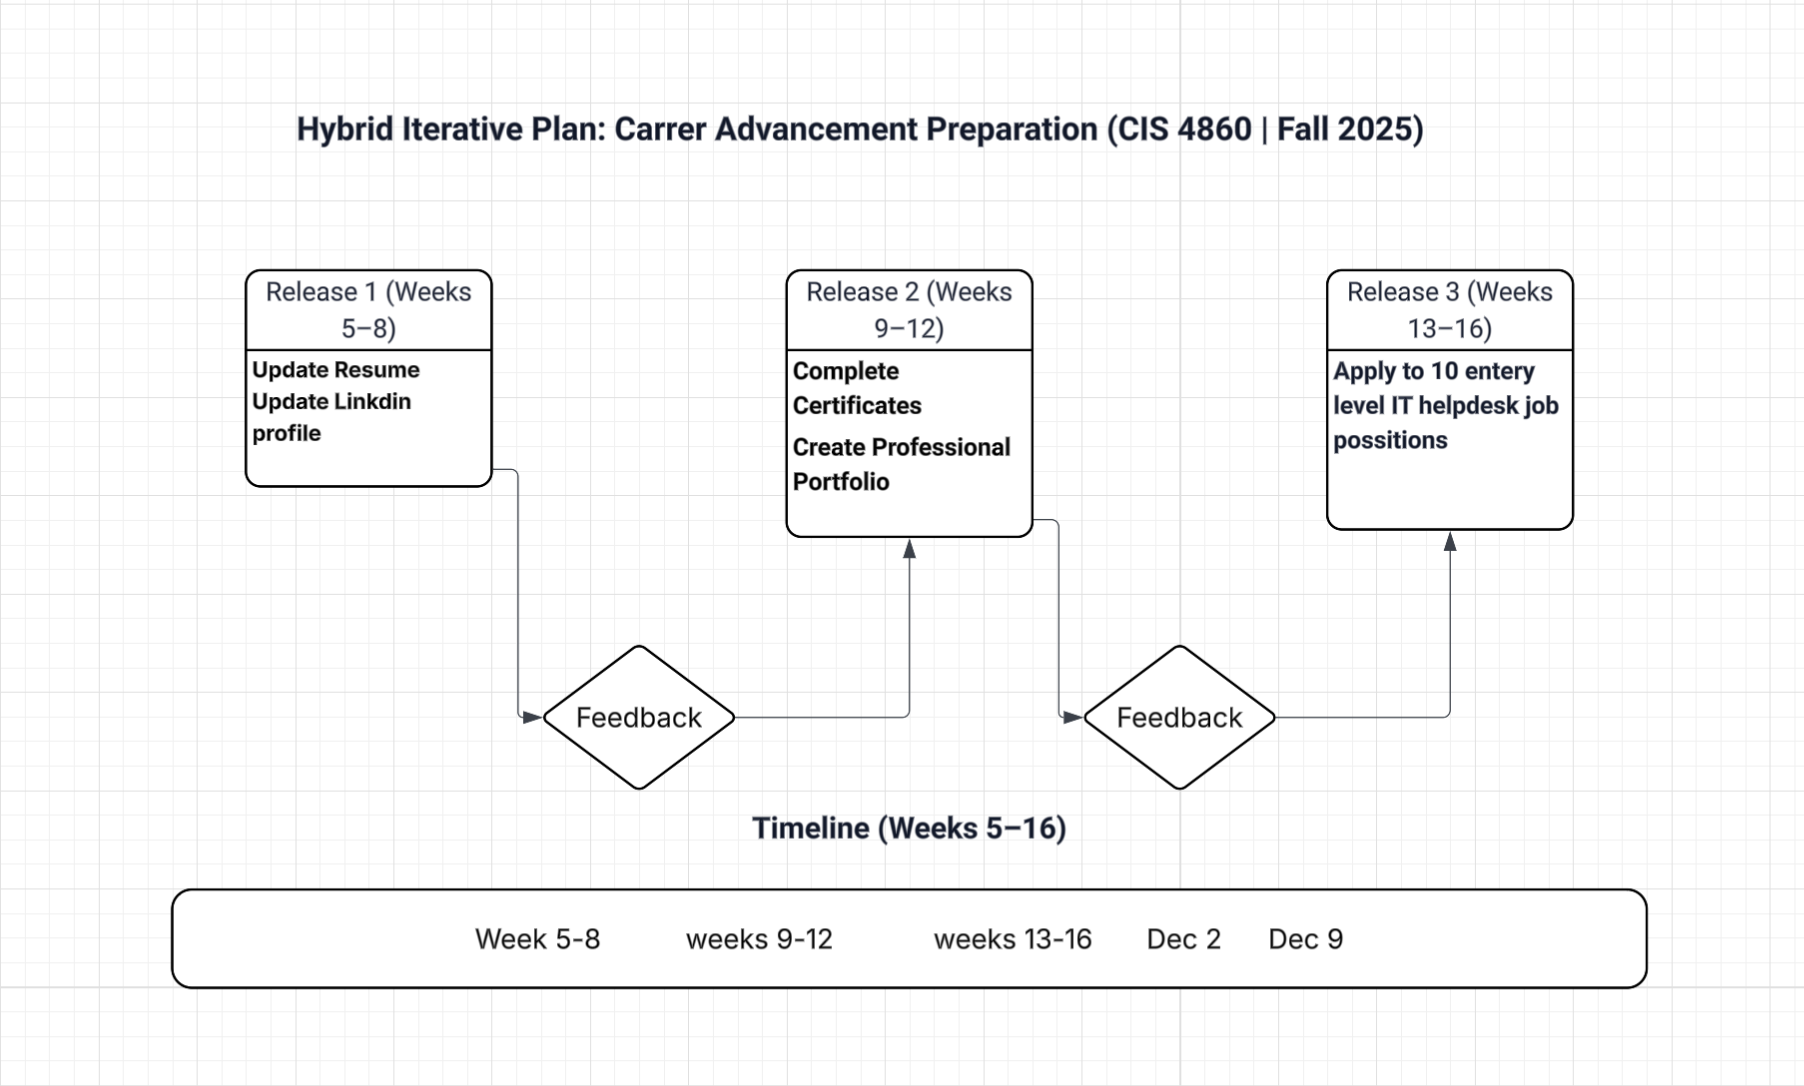 Hybrid Iterative Plan: Carrer Advancement Preparation (CIS 4860 | Fall 2025)
Release 1 (Weeks
5–8)
Update Resume
Update Linkdin
profile
Release 2 (Weeks
9–12)
Complete
Certificates
Create Professional
Portfolio
Release 3 (Weeks
13–16)
Apply to 10 entery
level IT helpdesk job
possitions
Feedback
Feedback
Timeline (Weeks 5–16)
Week 5-8 weeks 9-12 weeks 13-16 Dec 2 Dec 9